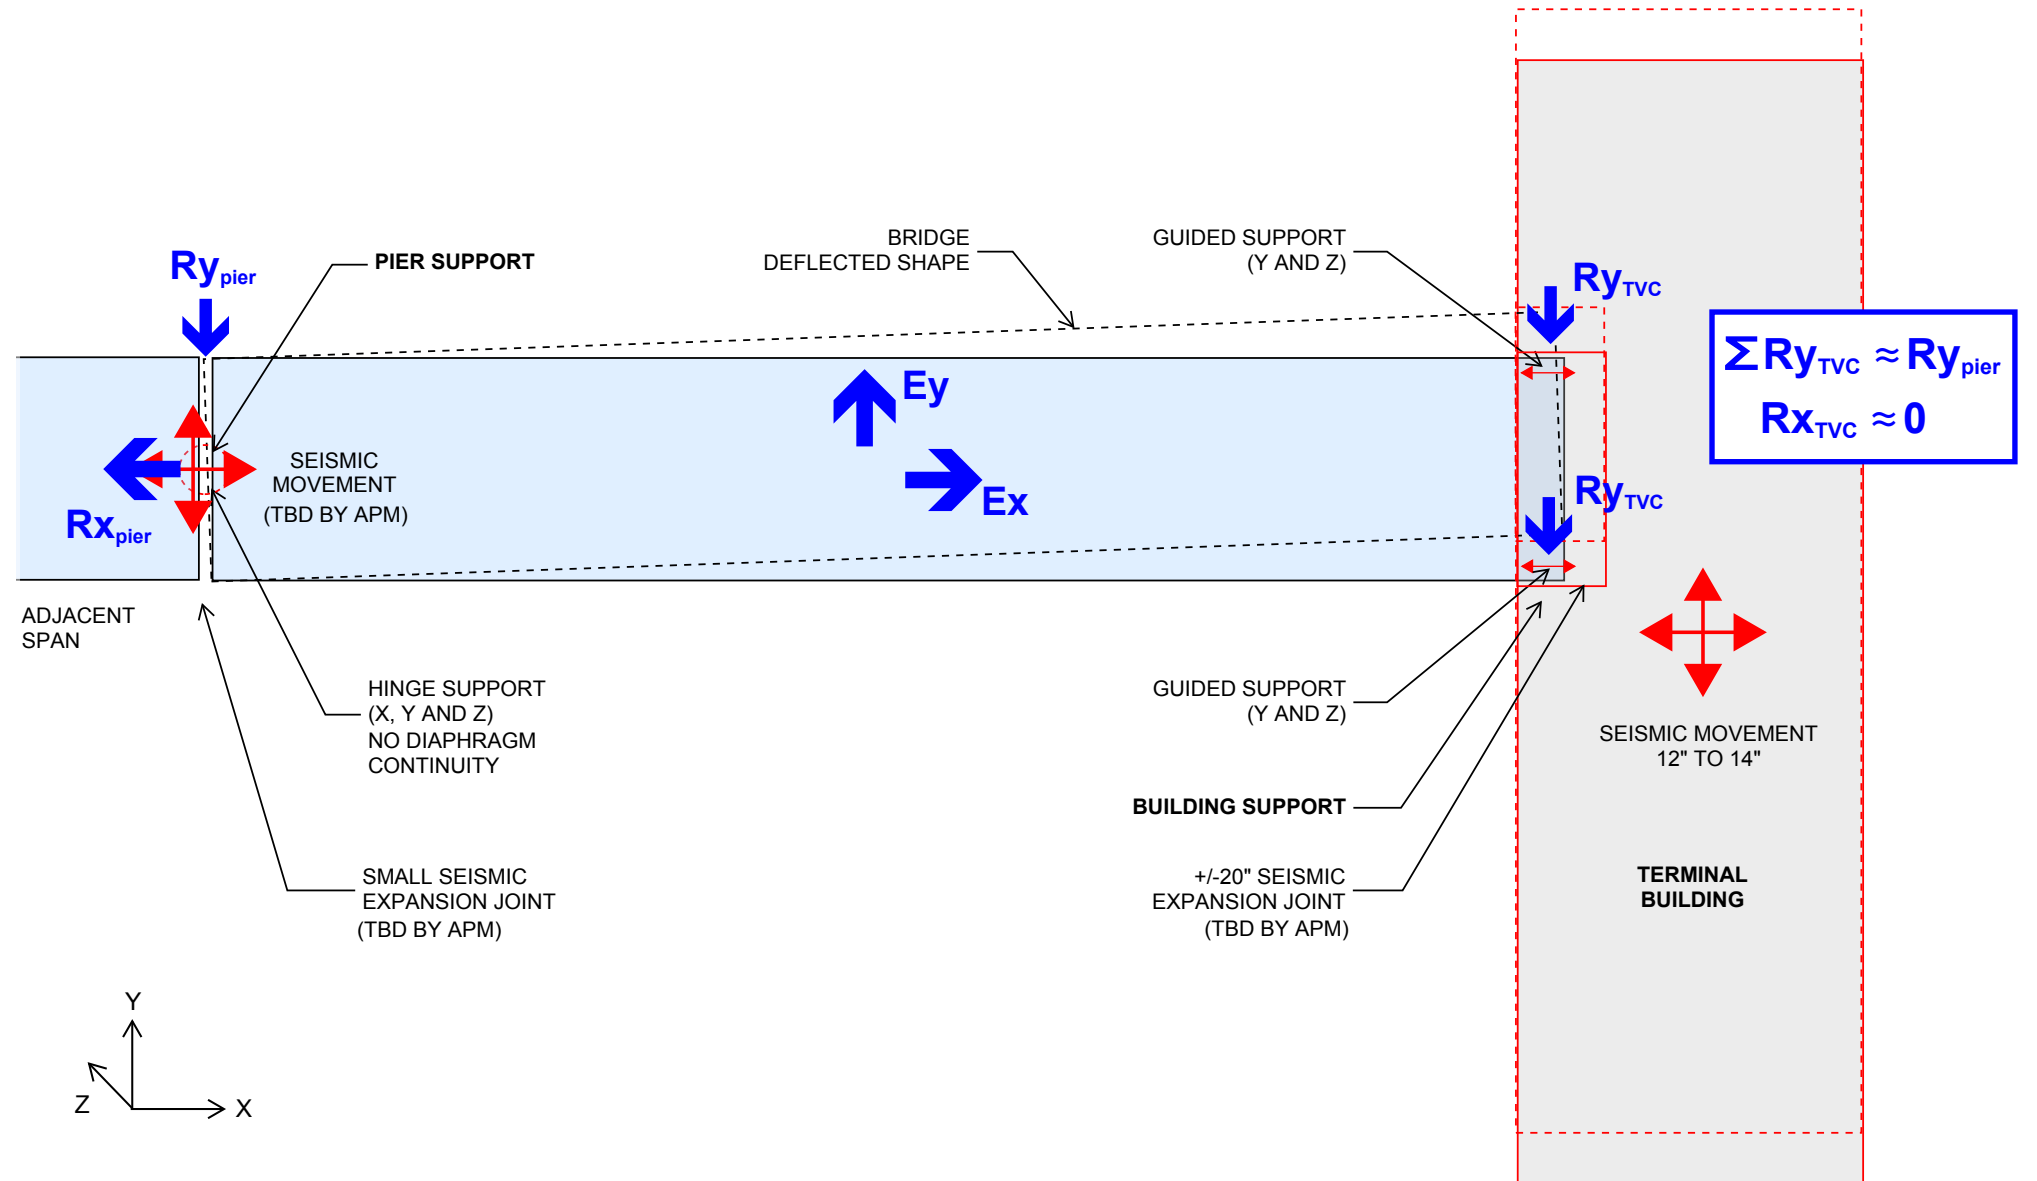 BRIDGE
DEFLECTED SHAPE
GUIDED SUPPORT
(Y AND Z)
Ry pier
PIER SUPPORT
Ry TVC
Σ Ry TVC ≈ Ry pier
Rx TVC ≈ 0
Ey
Ex
SEISMIC
MOVEMENT
(TBD BY APM)
Rx pier
Ry TVC
ADJACENT
SPAN
HINGE SUPPORT
(X, Y AND Z)
NO DIAPHRAGM
CONTINUITY
GUIDED SUPPORT
(Y AND Z)
SEISMIC MOVEMENT
12" TO 14"
BUILDING SUPPORT
SMALL SEISMIC
EXPANSION JOINT
(TBD BY APM)
+/-20" SEISMIC
EXPANSION JOINT
(TBD BY APM)
TERMINAL
BUILDING
Y
Z
X